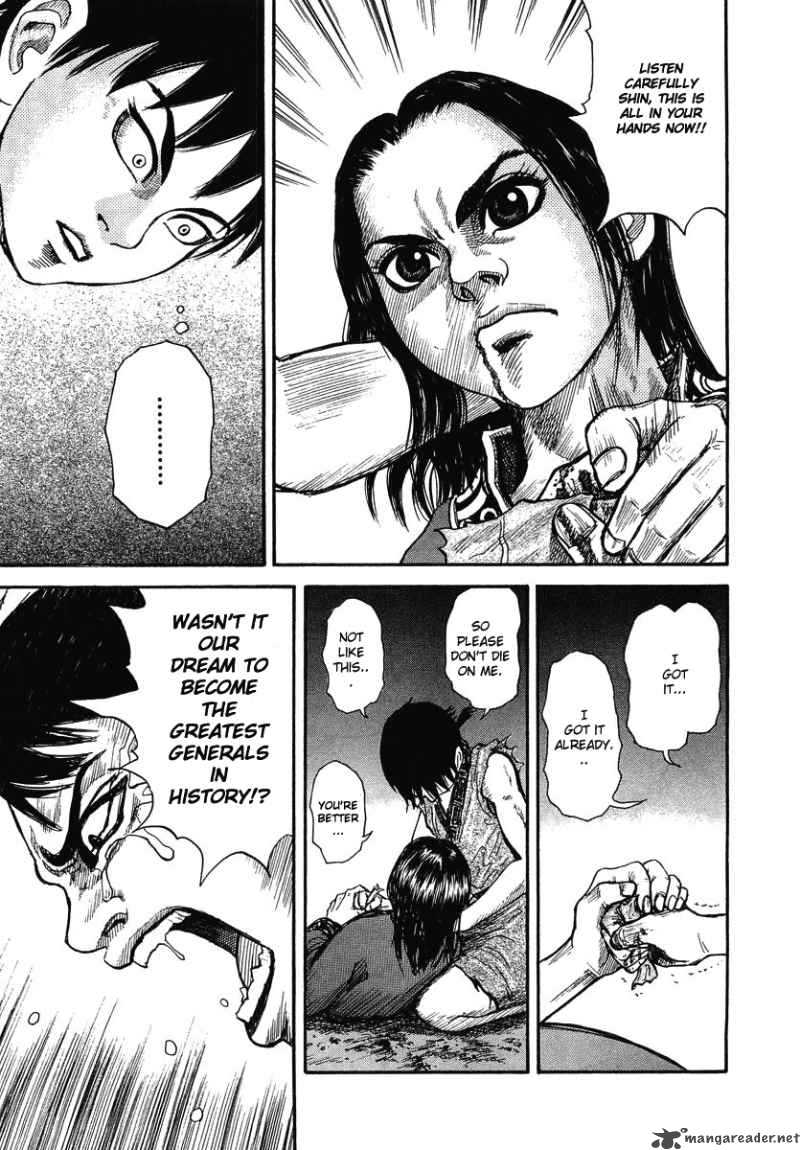 LISTEN
CAREFULLY
SHIN, THIS IS
ALL IN YOUR
HANDS NOW!!
.........
I
GOT
IT...
I
GOT IT
ALREADY.
..
SO
PLEASE
DON'T DIE
ON ME.
NOT
LIKE
THIS..
.
YOU'RE
BETTER
...
WASN'T IT
OUR
DREAM TO
BECOME
THE
GREATEST
GENERALS
IN
HISTORY!?
mangareader.net